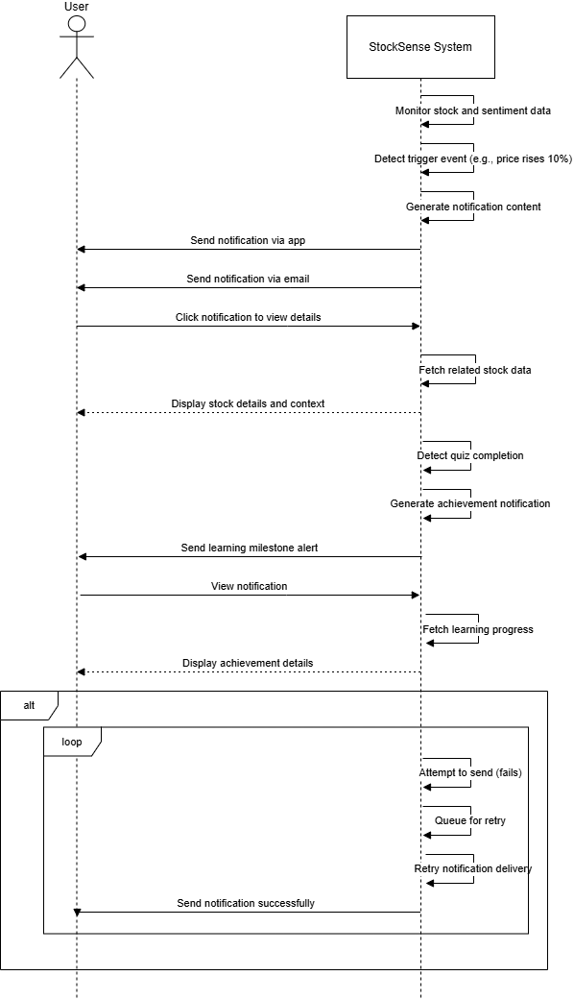 User
StockSense System
Monitor stock and sentiment data
Detect trigger event (e.g., price rises 10%)
Generate notification content
Send notification via app
Send notification via email
Click notification to view details
Fetch related stock data
Display stock details and context
Detect quiz completion
Generate achievement notification
Send learning milestone alert
View notification
Fetch learning progress
Display achievement details
alt
loop
Attempt to send (fails)
Queue for retry
Retry notification delivery
Send notification successfully